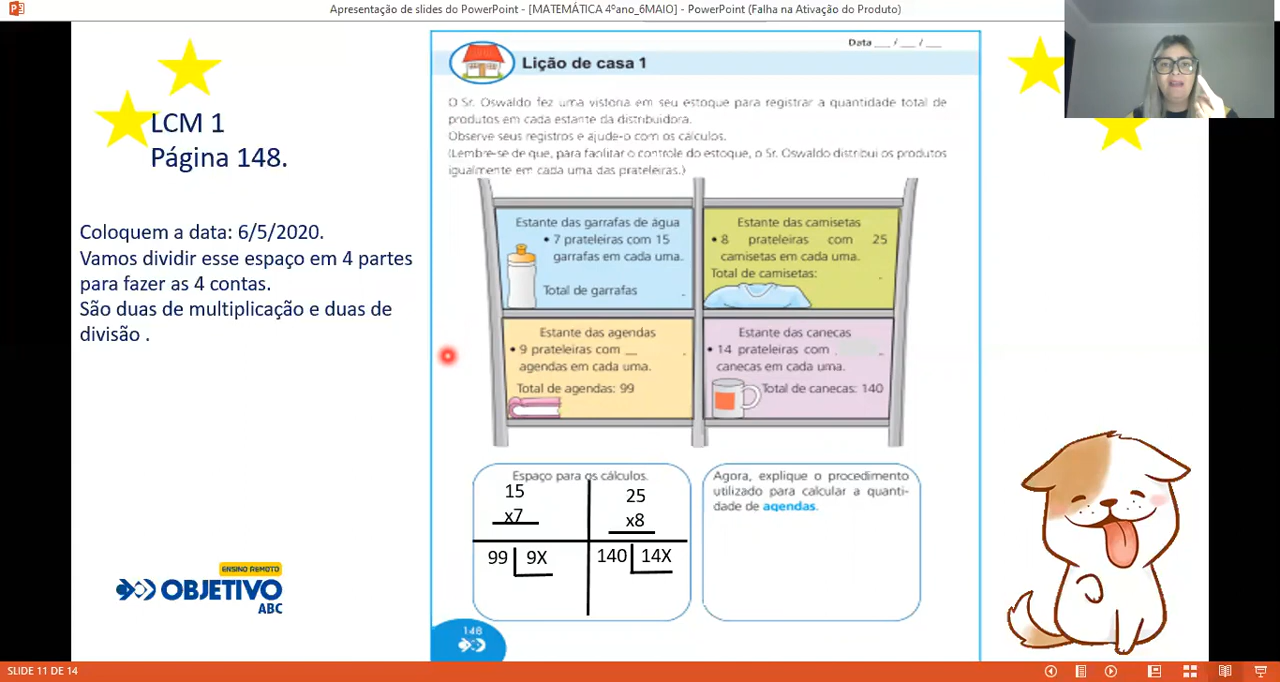 Apresentação de slides do PowerPoint - [MATEMÁTICA 4ºano_6MAIO] - PowerPoint (Falha na Ativação do Produto)
LCM 1
Página 148.
Coloquem a data: 6/5/2020.
Vamos dividir esse espaço em 4 partes
para fazer as 4 contas.
São duas de multiplicação e duas de
divisão .
ENSINO REMOTO
OBJETIVO
ABC
Data ___ / ___ / ___
Lição de casa 1
O Sr. Oswaldo fez uma vistoria em seu estoque para registrar a quantidade total de
produtos em cada estante da distribuidora.
Observe seus registros e ajude-o com os cálculos.
(Lembre-se de que, para facilitar o controle do estoque, o Sr. Oswaldo distribui os produtos
igualmente em cada uma das prateleiras.)
Estante das garrafas de água
• 7 prateleiras com 15
garrafas em cada uma.
Total de garrafas .
Estante das camisetas
• 8 prateleiras com 25
camisetas em cada uma.
Total de camisetas: .
Estante das agendas
• 9 prateleiras com __ .
agendas em cada uma.
Total de agendas: 99
Estante das canecas
• 14 prateleiras com _
canecas em cada uma.
Total de canecas: 140
Espaço para os cálculos.
15
x7
25
x8
99 9X
140 14X
Agora, explique o procedimento
utilizado para calcular a quanti-
dade de agendas.
148
SLIDE 11 DE 14